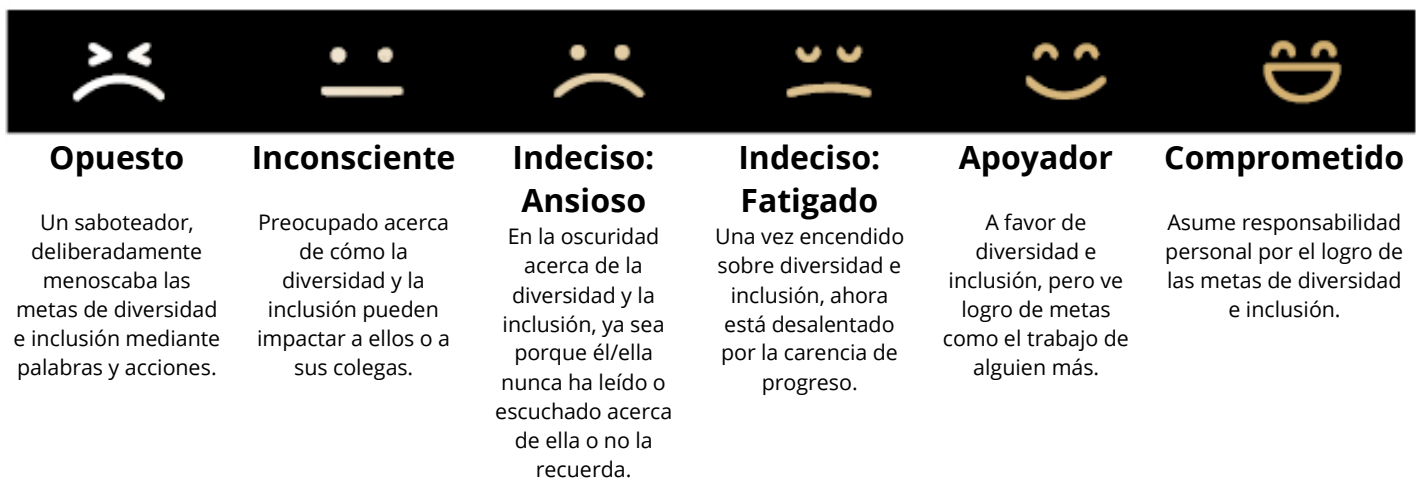 Opuesto
Un saboteador,
deliberadamente
menoscaba las
metas de diversidad
e inclusión mediante
palabras y acciones.
Inconsciente
Preocupado acerca
de cómo la
diversidad y la
inclusión pueden
impactar a ellos o a
sus colegas.
Indeciso:
Ansioso
En la oscuridad
acerca de la
diversidad y la
inclusión, ya sea
porque él/ella
nunca ha leído o
escuchado acerca
de ella o no la
recuerda.
Indeciso:
Fatigado
Una vez encendido
sobre diversidad e
inclusión, ahora
está desalentado
por la carencia de
progreso.
Apoyador
A favor de
diversidad e
inclusión, pero ve
logro de metas
como el trabajo de
alguien más.
Comprometido
Asume responsabilidad
personal por el logro de
las metas de diversidad
e inclusión.